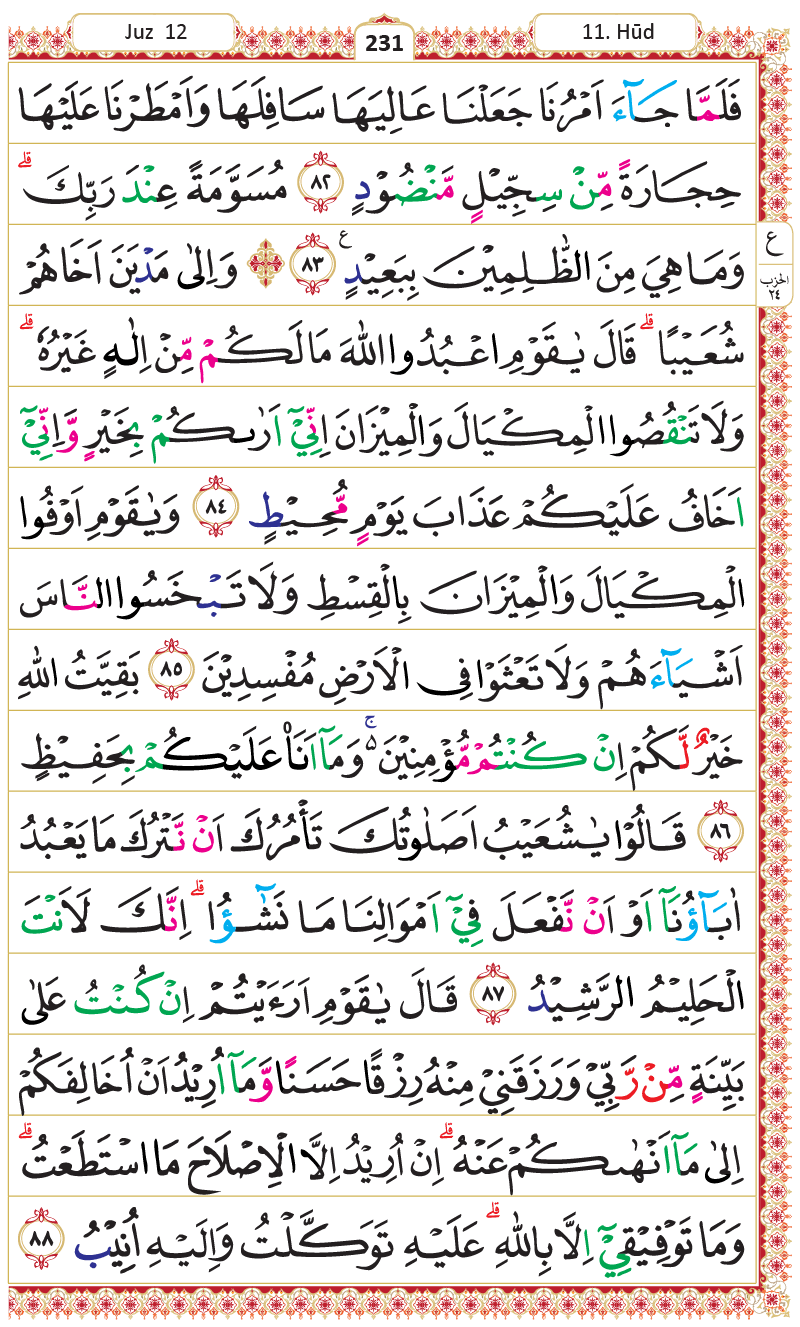 Juz 12
231
11. Hūd
فَلَمَّا جَآءَ اَمْرُنَا جَعَلْنَا عَالِيَهَا سَافِلَهَا وَاَمْطَرْنَا عَلَيْهَا
حِجَارَةً مِّنْ سِجِّيْلٍ مَّنْضُوْدٍ ٨٢ مُسَوَّمَةً عِنْدَ رَبِّكَ ۗ
وَمَا هِيَ مِنَ الظّٰلِمِيْنَ بِبَعِيْدٍ ع ٨٣ ۞ وَاِلٰى مَدْيَنَ اَخَاهُمْ
ع
الحزب
٢٤
شُعَيْبًا ۗ قَالَ يٰقَوْمِ اعْبُدُوا اللّٰهَ مَا لَكُمْ مِّنْ اِلٰهٍ غَيْرُهٗ ۗ
وَلَا تَنْقُصُوا الْمِكْيَالَ وَالْمِيْزَانَ اِنِّيْٓ اَرٰىكُمْ بِخَيْرٍ وَّاِنِّيْٓ
اَخَافُ عَلَيْكُمْ عَذَابَ يَوْمٍ مُّحِيْطٍ ٨٤ وَيٰقَوْمِ اَوْفُوا
الْمِكْيَالَ وَالْمِيْزَانَ بِالْقِسْطِ وَلَا تَبْخَسُوا النَّاسَ
اَشْيَآءَهُمْ وَلَا تَعْثَوْا فِى الْاَرْضِ مُفْسِدِيْنَ ٨٥ بَقِيَّتُ اللّٰهِ
خَيْرٌ لَّكُمْ اِنْ كُنْتُمْ مُّؤْمِنِيْنَ ەۚ وَمَآ اَنَا۠ عَلَيْكُمْ بِحَفِيْظٍ
٨٦ قَالُوْا يٰشُعَيْبُ اَصَلٰوتُكَ تَأْمُرُكَ اَنْ نَّتْرُكَ مَا يَعْبُدُ
اٰبَآؤُنَآ اَوْ اَنْ نَّفْعَلَ فِيْٓ اَمْوَالِنَا مَا نَشٰۤؤُا ۗ اِنَّكَ لَاَنْتَ
الْحَلِيْمُ الرَّشِيْدُ ٨٧ قَالَ يٰقَوْمِ اَرَءَيْتُمْ اِنْ كُنْتُ عَلٰى
بَيِّنَةٍ مِّنْ رَّبِّيْ وَرَزَقَنِيْ مِنْهُ رِزْقًا حَسَنًا وَّمَآ اُرِيْدُ اَنْ اُخَالِفَكُمْ
اِلٰى مَآ اَنْهٰىكُمْ عَنْهُ ۗ اِنْ اُرِيْدُ اِلَّا الْاِصْلَاحَ مَا اسْتَطَعْتُ ۗ
وَمَا تَوْفِيْقِيْٓ اِلَّا بِاللّٰهِ ۗ عَلَيْهِ تَوَكَّلْتُ وَاِلَيْهِ اُنِيْبُ ٨٨